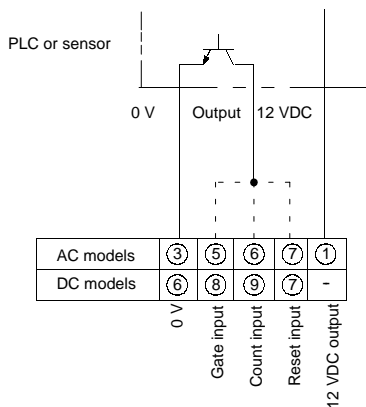 PLC or sensor
0 V Output 12 VDC
AC models 3 5 6 7 1
DC models 6 8 9 7 -
0 V
Gate input
Count input
Reset input
12 VDC output